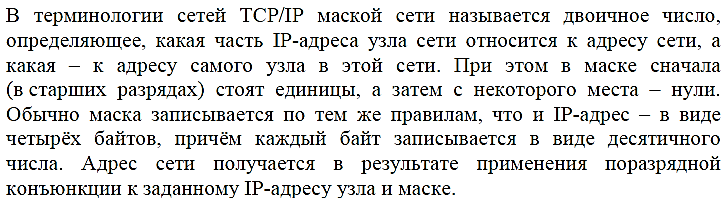 В терминологии сетей TCP/IP маской сети называется двоичное число,
определяющее, какая часть IP-адреса узла сети относится к адресу сети, а
какая – к адресу самого узла в этой сети. При этом в маске сначала
(в старших разрядах) стоят единицы, а затем с некоторого места – нули.
Обычно маска записывается по тем же правилам, что и IP-адрес – в виде
четырёх байтов, причём каждый байт записывается в виде десятичного
числа. Адрес сети получается в результате применения поразрядной
конъюнкции к заданному IP-адресу узла и маске.